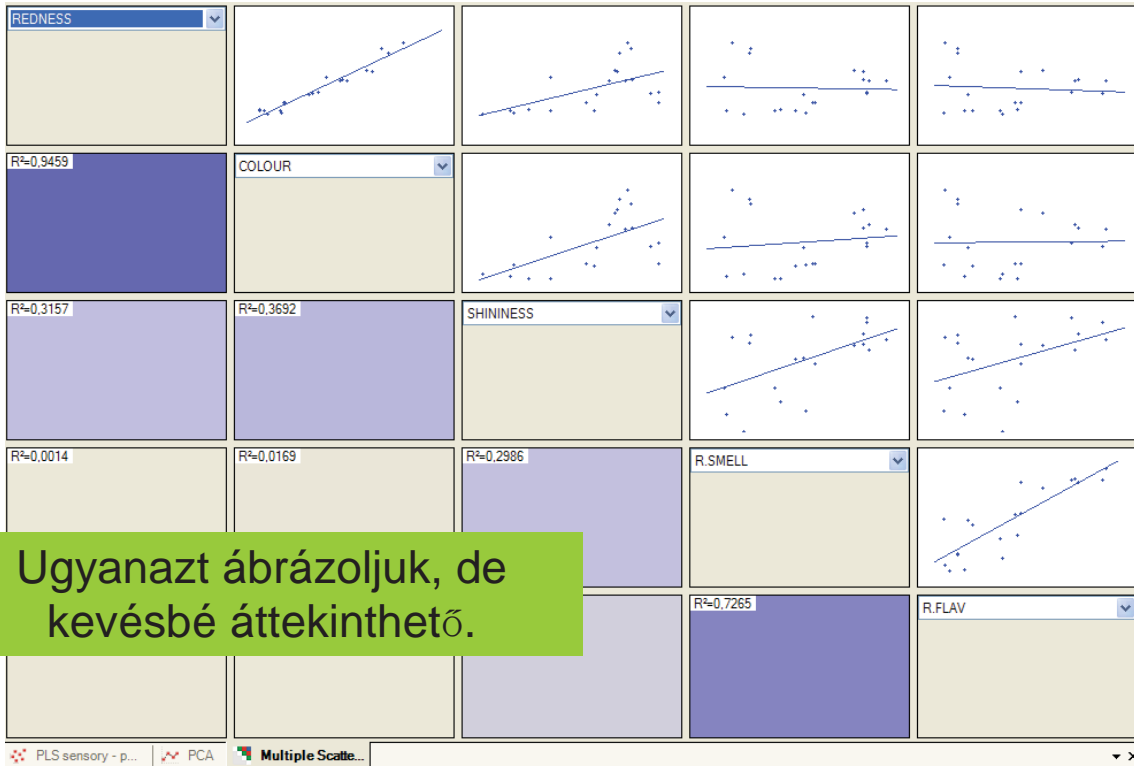 REDNESS
R²=0,9459
COLOUR
R²=0,3157
R²=0,3692
SHININESS
R²=0,0014
R²=0,0169
R²=0,2986
R.SMELL
Ugyanazt ábrázoljuk, de
kevésbé áttekinthető.
R²=0,7265
R.FLAV
PLS sensory - p...
PCA
Multiple Scatte...